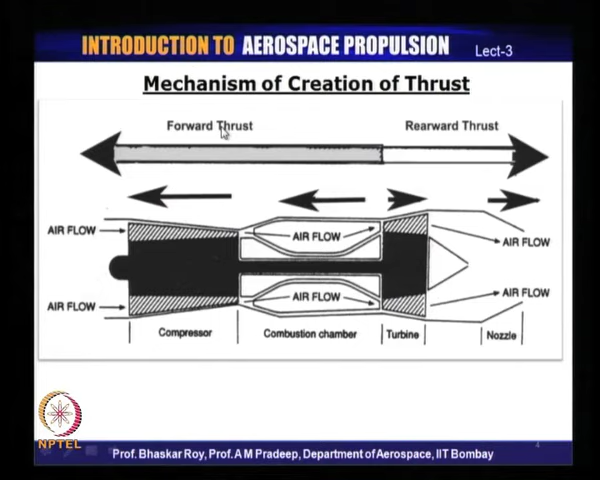 INTRODUCTION TO AEROSPACE PROPULSION Lect-3
Mechanism of Creation of Thrust
Forward Thrust Rearward Thrust
AIR FLOW AIR FLOW AIR FLOW
AIR FLOW AIR FLOW AIR FLOW
Compressor Combustion chamber Turbine Nozzle
NPTEL
4
Prof. Bhaskar Roy, Prof. A M Pradeep, Department of Aerospace, IIT Bombay